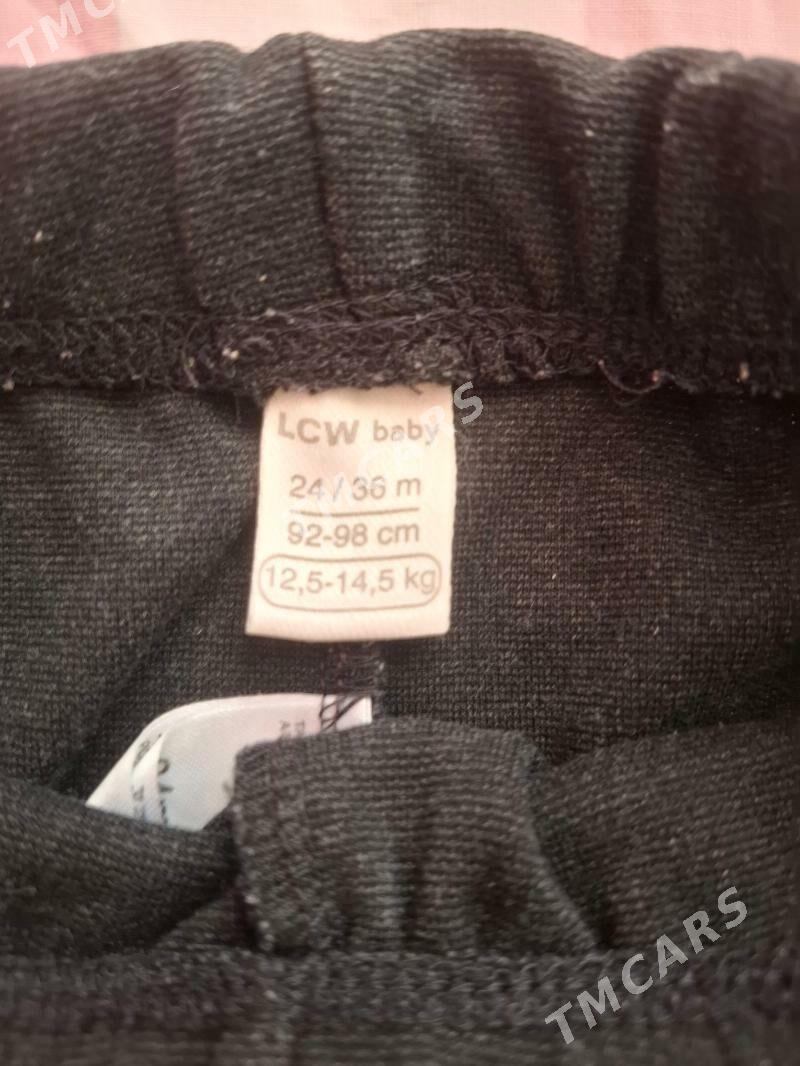 TMCARS
LCW baby
24 / 36 m
92-98 cm
12,5-14,5 kg
TMCARS
TMCARS